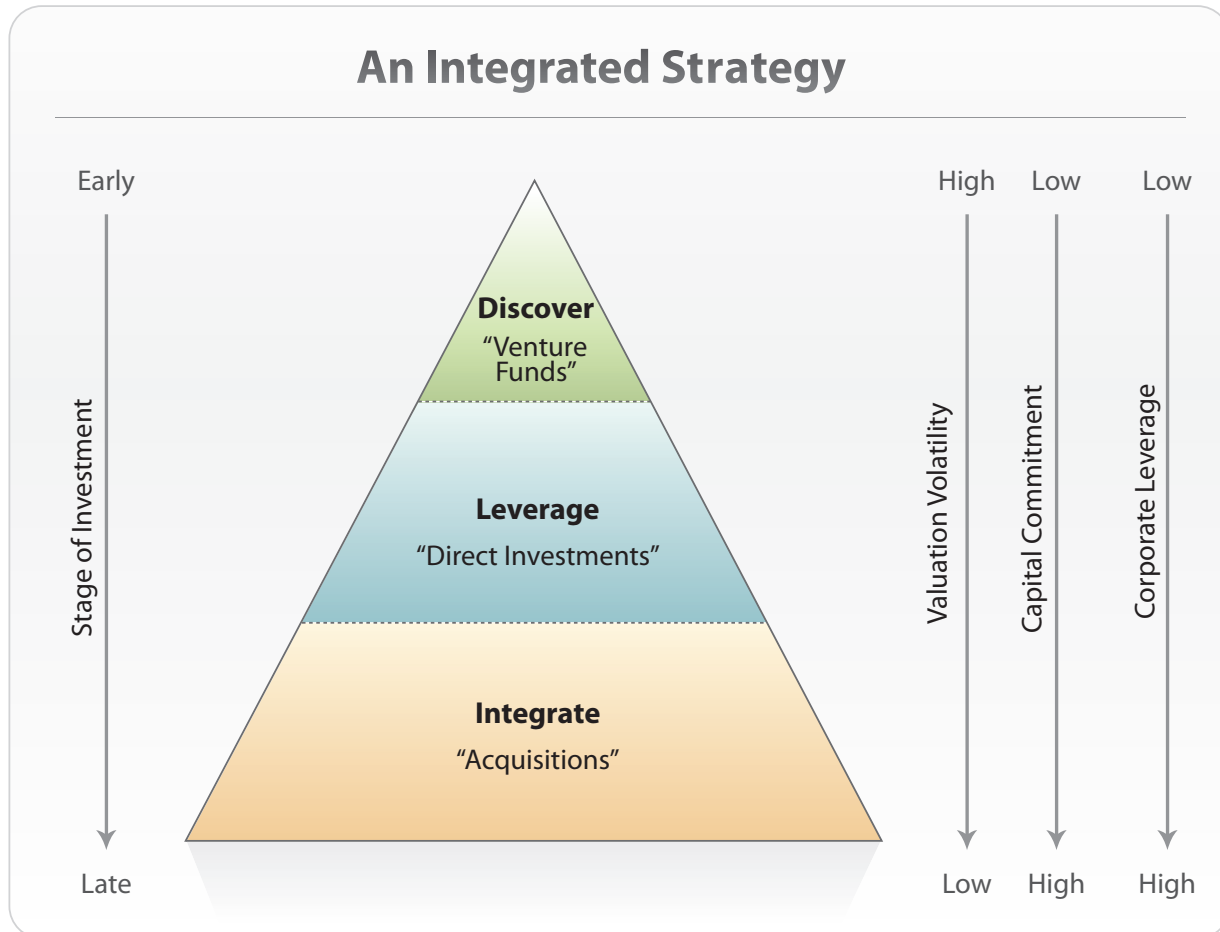 An Integrated Strategy
Early
High
Low
Low
Discover
“Venture
Funds”
Stage of Investment
Leverage
“Direct Investments”
Valuation Volatility
Capital Commitment
Corporate Leverage
Integrate
“Acquisitions”
Late
Low
High
High